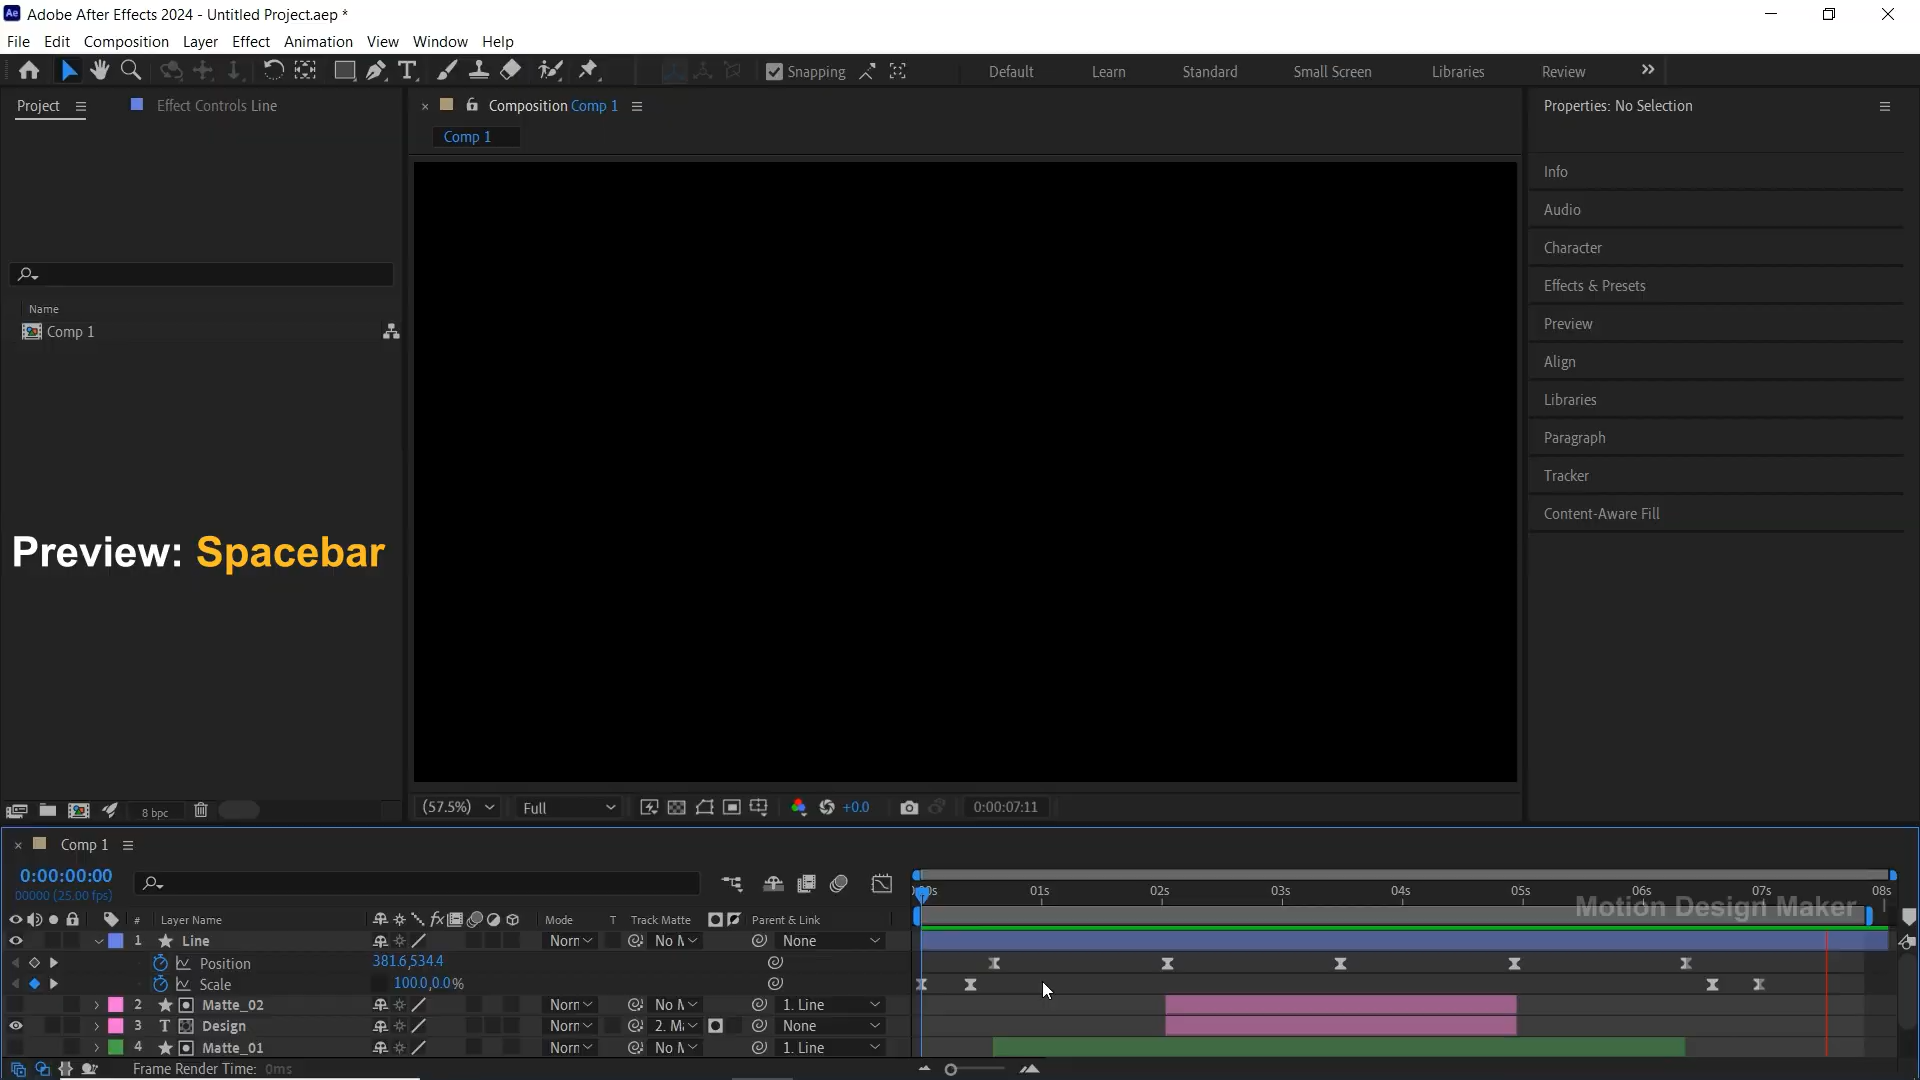 Ae Adobe After Effects 2024 - Untitled Project.aep *
File Edit Composition Layer Effect Animation View Window Help
Snapping Default Learn Standard Small Screen Libraries Review
Project Effect Controls Line
Composition Comp 1
Comp 1
Properties: No Selection
Info
Audio
Character
Effects & Presets
Preview
Align
Libraries
Paragraph
Tracker
Content-Aware Fill
Name
Comp 1
Preview: Spacebar
8 bpc
(57.5%) Full +0.0 0:00:07:11
Comp 1
0:00:00:00
00000 (25.00 fps)
01s 02s 03s 04s 05s 06s 07s 08s
Motion Design Maker
# Layer Name Mode T Track Matte Parent & Link
1 Line Norn No M None
Position 381.6,534.4
Scale 100.0,0.0%
2 Matte_02 Norn No M 1. Line
3 T Design Norn 2. Ma None
4 Matte_01 Norn No M 1. Line
Frame Render Time: 0ms